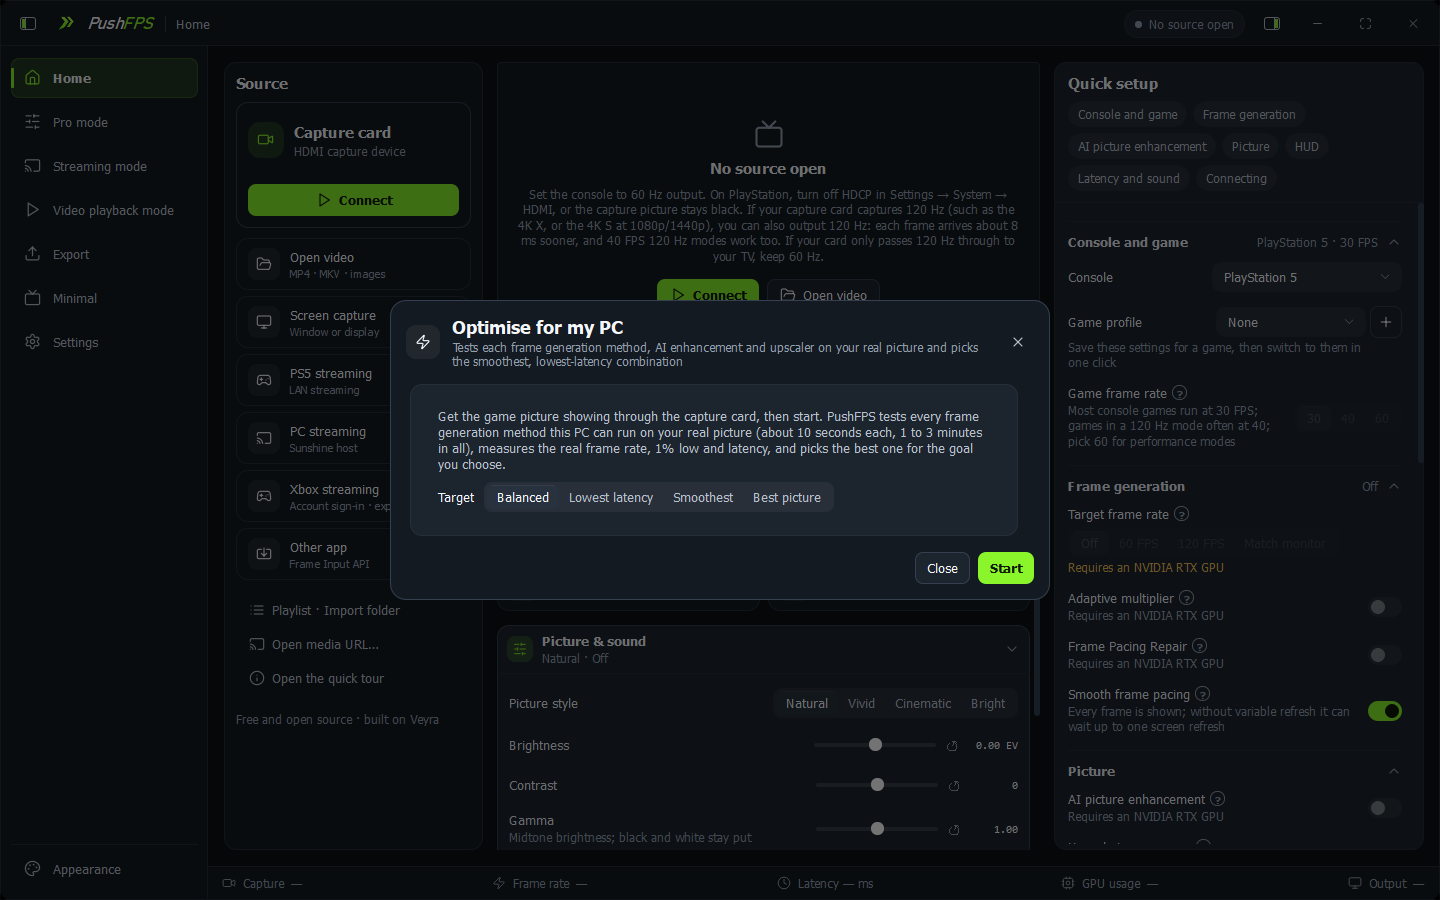 PushFPS
Home
No source open
Home
Pro mode
Streaming mode
Video playback mode
Export
Minimal
Settings
Appearance
Source
Capture card
HDMI capture device
Connect
Open video
MP4 · MKV · images
Screen capture
Window or display
PS5 streaming
LAN streaming
PC streaming
Sunshine host
Xbox streaming
Account sign-in · exp
Other app
Frame Input API
Playlist · Import folder
Open media URL...
Open the quick tour
Free and open source · built on Veyra
No source open
Set the console to 60 Hz output. On PlayStation, turn off HDCP in Settings → System →
HDMI, or the capture picture stays black. If your capture card captures 120 Hz (such as the
4K X, or the 4K S at 1080p/1440p), you can also output 120 Hz: each frame arrives about 8
ms sooner, and 40 FPS 120 Hz modes work too. If your card only passes 120 Hz through to
your TV, keep 60 Hz.
Connect
Open video
Optimise for my PC
Tests each frame generation method, AI enhancement and upscaler on your real picture and picks
the smoothest, lowest-latency combination
Get the game picture showing through the capture card, then start. PushFPS tests every frame
generation method this PC can run on your real picture (about 10 seconds each, 1 to 3 minutes
in all), measures the real frame rate, 1% low and latency, and picks the best one for the goal
you choose.
Target
Balanced
Lowest latency
Smoothest
Best picture
Close
Start
Picture & sound
Natural · Off
Picture style
Natural
Vivid
Cinematic
Bright
Brightness
0.00 EV
Contrast
0
Gamma
Midtone brightness; black and white stay put
1.00
Quick setup
Console and game
Frame generation
AI picture enhancement
Picture
HUD
Latency and sound
Connecting
Console and game
PlayStation 5 · 30 FPS
Console
PlayStation 5
Game profile
None
Save these settings for a game, then switch to them in
one click
Game frame rate
Most console games run at 30 FPS;
games in a 120 Hz mode often at 40;
pick 60 for performance modes
30
40
60
Frame generation
Off
Target frame rate
Off
60 FPS
120 FPS
Match monitor
Requires an NVIDIA RTX GPU
Adaptive multiplier
Requires an NVIDIA RTX GPU
Frame Pacing Repair
Requires an NVIDIA RTX GPU
Smooth frame pacing
Every frame is shown; without variable refresh it can
wait up to one screen refresh
Picture
AI picture enhancement
Requires an NVIDIA RTX GPU
Capture —
Frame rate —
Latency — ms
GPU usage —
Output —